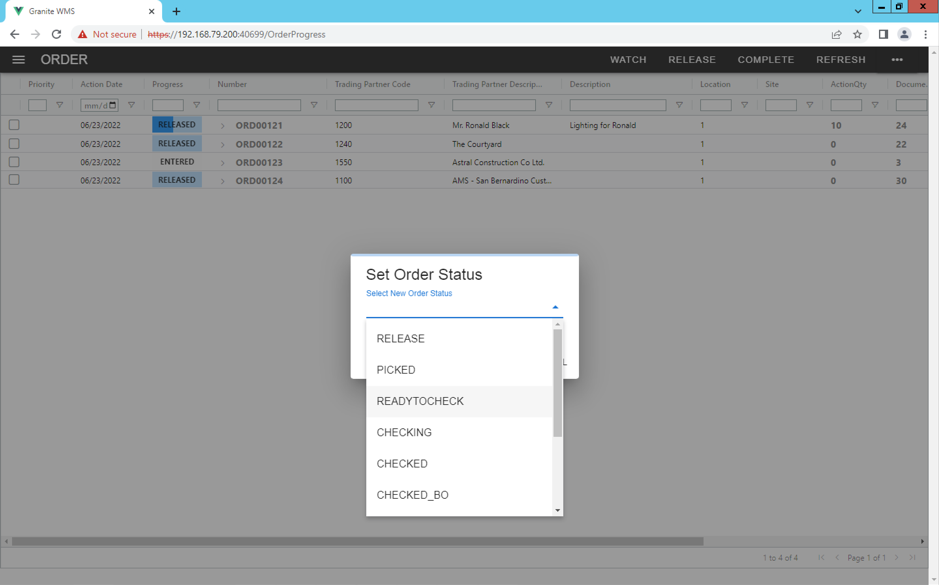 Granite WMS
Not secure https://192.168.79.200:40699/OrderProgress
ORDER WATCH RELEASE COMPLETE REFRESH
Priority Action Date Progress Number Trading Partner Code Trading Partner Descrip... Description Location Site ActionQty Docume
mm/d
06/23/2022 RELEASED ORD00121 1200 Mr. Ronald Black Lighting for Ronald 1 10 24
06/23/2022 RELEASED ORD00122 1240 The Courtyard 1 0 22
06/23/2022 ENTERED ORD00123 1550 Astral Construction Co Ltd. 1 0 3
06/23/2022 RELEASED ORD00124 1100 AMS - San Bernardino Cust... 1 0 30
Set Order Status
Select New Order Status
RELEASE
L
PICKED
READYTOCHECK
CHECKING
CHECKED
CHECKED_BO
1 to 4 of 4 Page 1 of 1